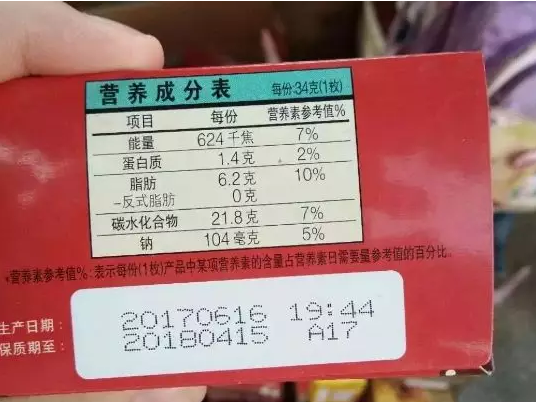 营养成分表 每份:34克(1枚)
项目 每份 营养素参考值%
能量 624千焦 7%
蛋白质 1.4克 2%
脂肪 6.2克 10%
-反式脂肪 0克
碳水化合物 21.8克 7%
钠 104毫克 5%
*营养素参考值%:表示每份(1枚)产品中某项营养素的含量占营养素日需要量参考值的百分比。
生产日期: 20170616 19:44
保质期至: 20180415 A17